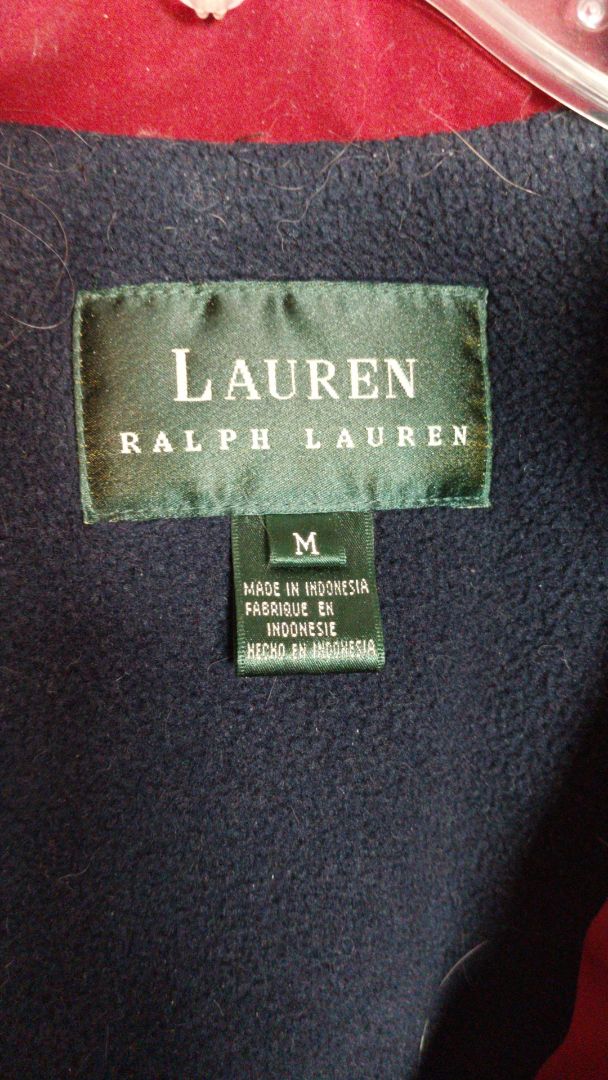 LAUREN
RALPH LAUREN
M
MADE IN INDONESIA
FABRIQUE EN
INDONESIE
HECHO EN INDONESIA